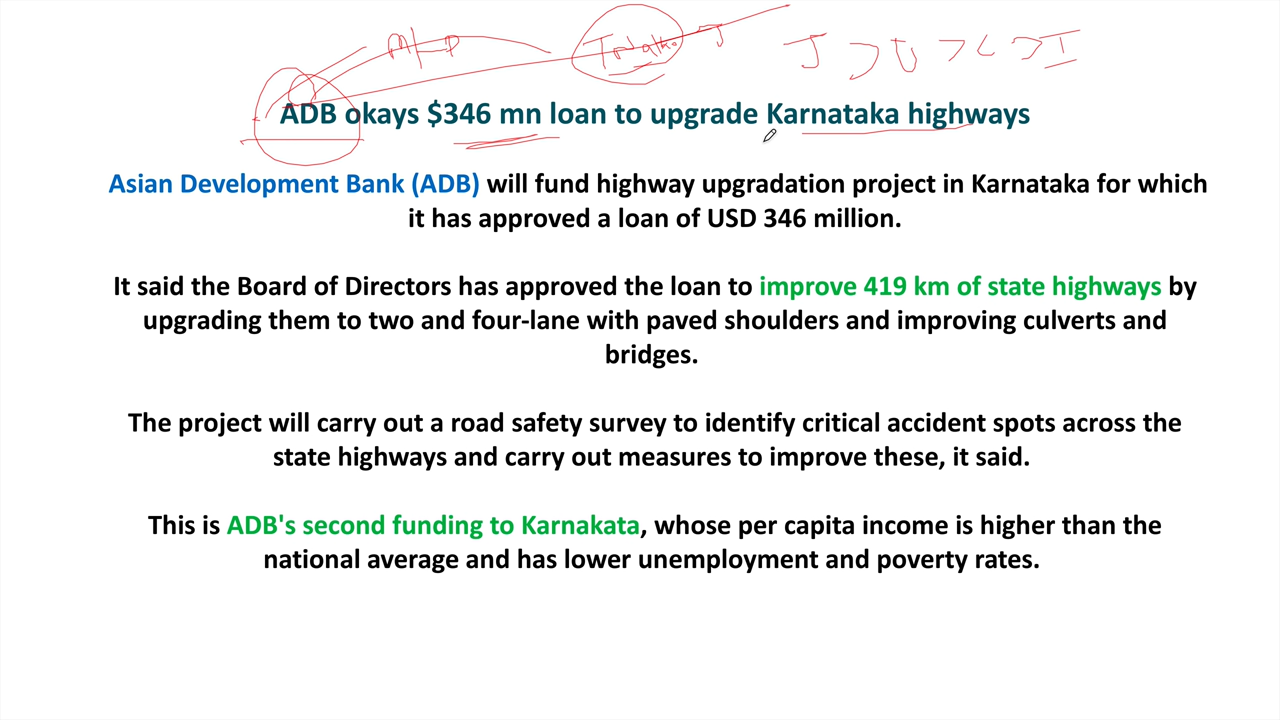 MLD
J > U > C > I
ADB okays $346 mn loan to upgrade Karnataka highways
Asian Development Bank (ADB) will fund highway upgradation project in Karnataka for which
it has approved a loan of USD 346 million.
It said the Board of Directors has approved the loan to improve 419 km of state highways by
upgrading them to two and four-lane with paved shoulders and improving culverts and
bridges.
The project will carry out a road safety survey to identify critical accident spots across the
state highways and carry out measures to improve these, it said.
This is ADB's second funding to Karnakata, whose per capita income is higher than the
national average and has lower unemployment and poverty rates.